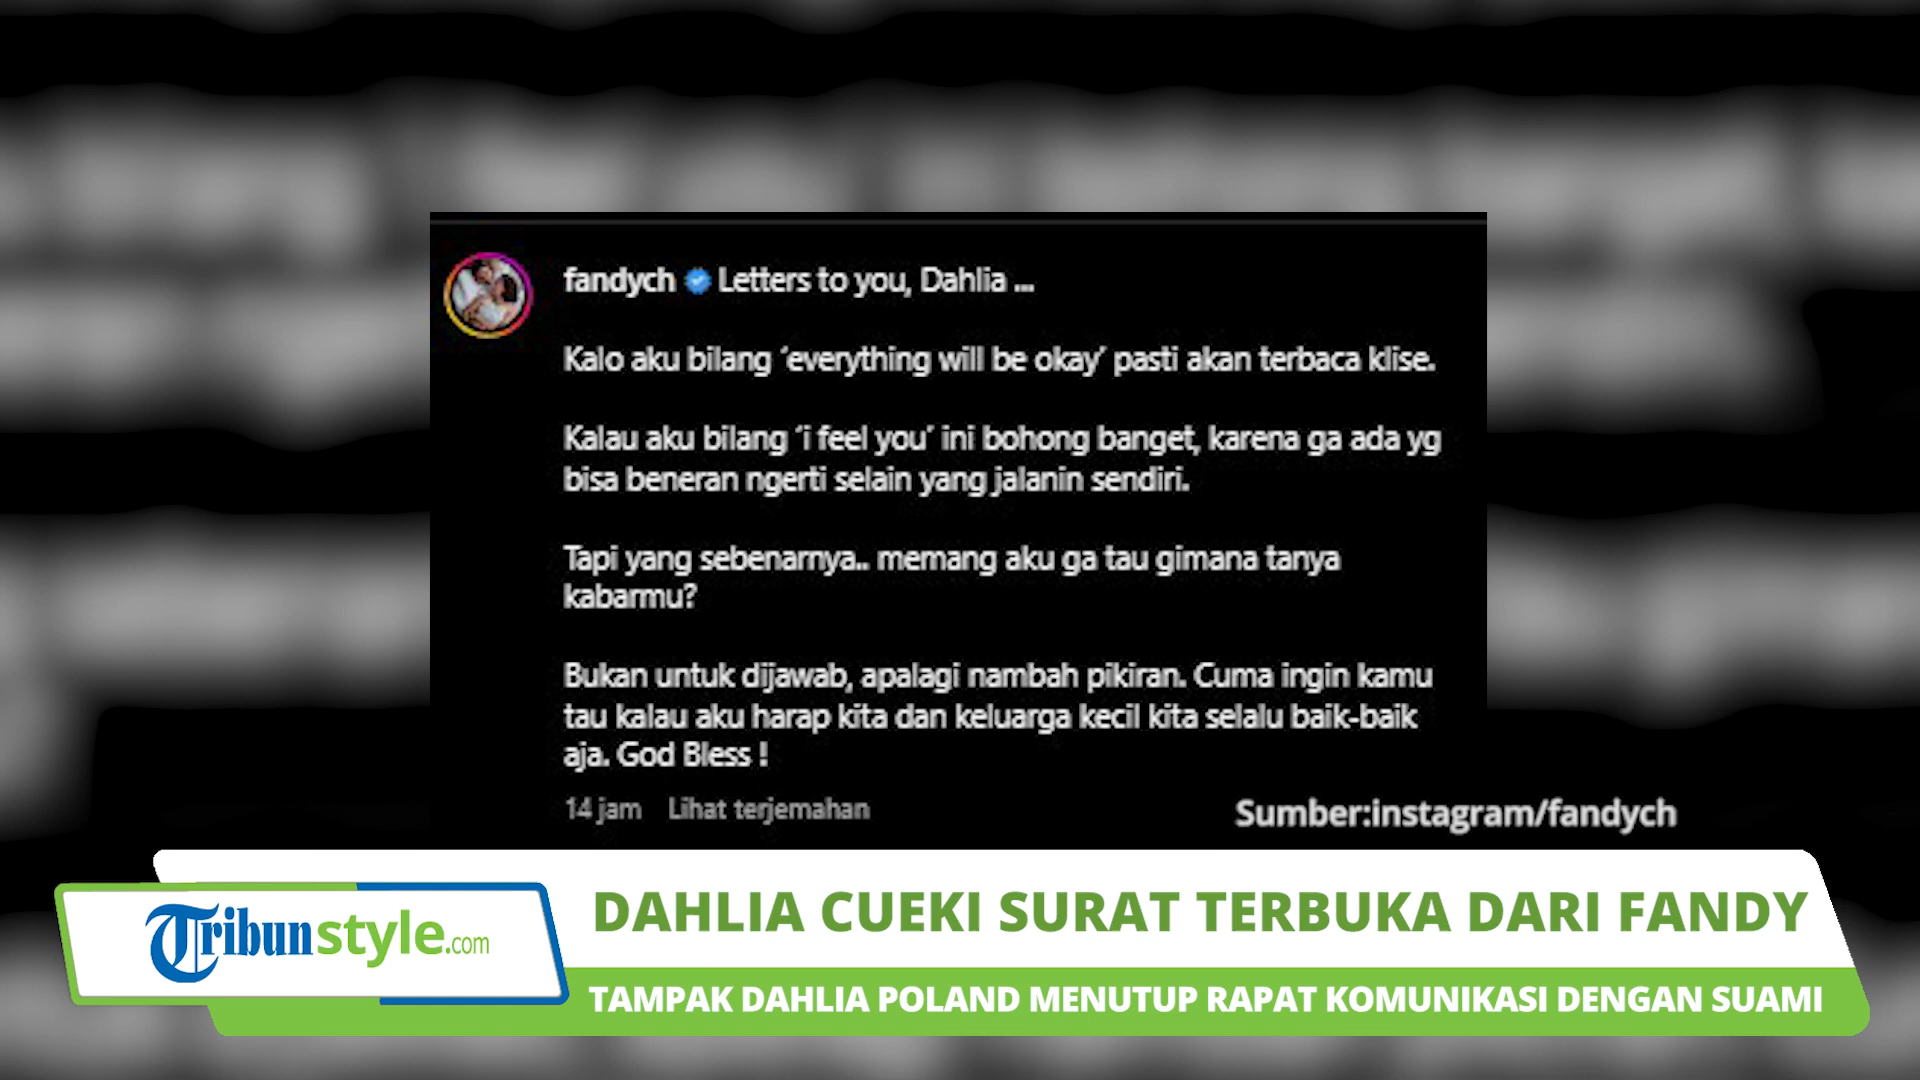 fandych Letters to you, Dahlia ...
Kalo aku bilang ‘everything will be okay’ pasti akan terbaca klise.
Kalau aku bilang ‘i feel you’ ini bohong banget, karena ga ada yg
bisa beneran ngerti selain yang jalanin sendiri.
Tapi yang sebenarnya.. memang aku ga tau gimana tanya
kabarmu?
Bukan untuk dijawab, apalagi nambah pikiran. Cuma ingin kamu
tau kalau aku harap kita dan keluarga kecil kita selalu baik-baik
aja. God Bless !
14 jam Lihat terjemahan
Sumber:instagram/fandych
DAHLIA CUEKI SURAT TERBUKA DARI FANDY
Tribunstyle.com
TAMPAK DAHLIA POLAND MENUTUP RAPAT KOMUNIKASI DENGAN SUAMI